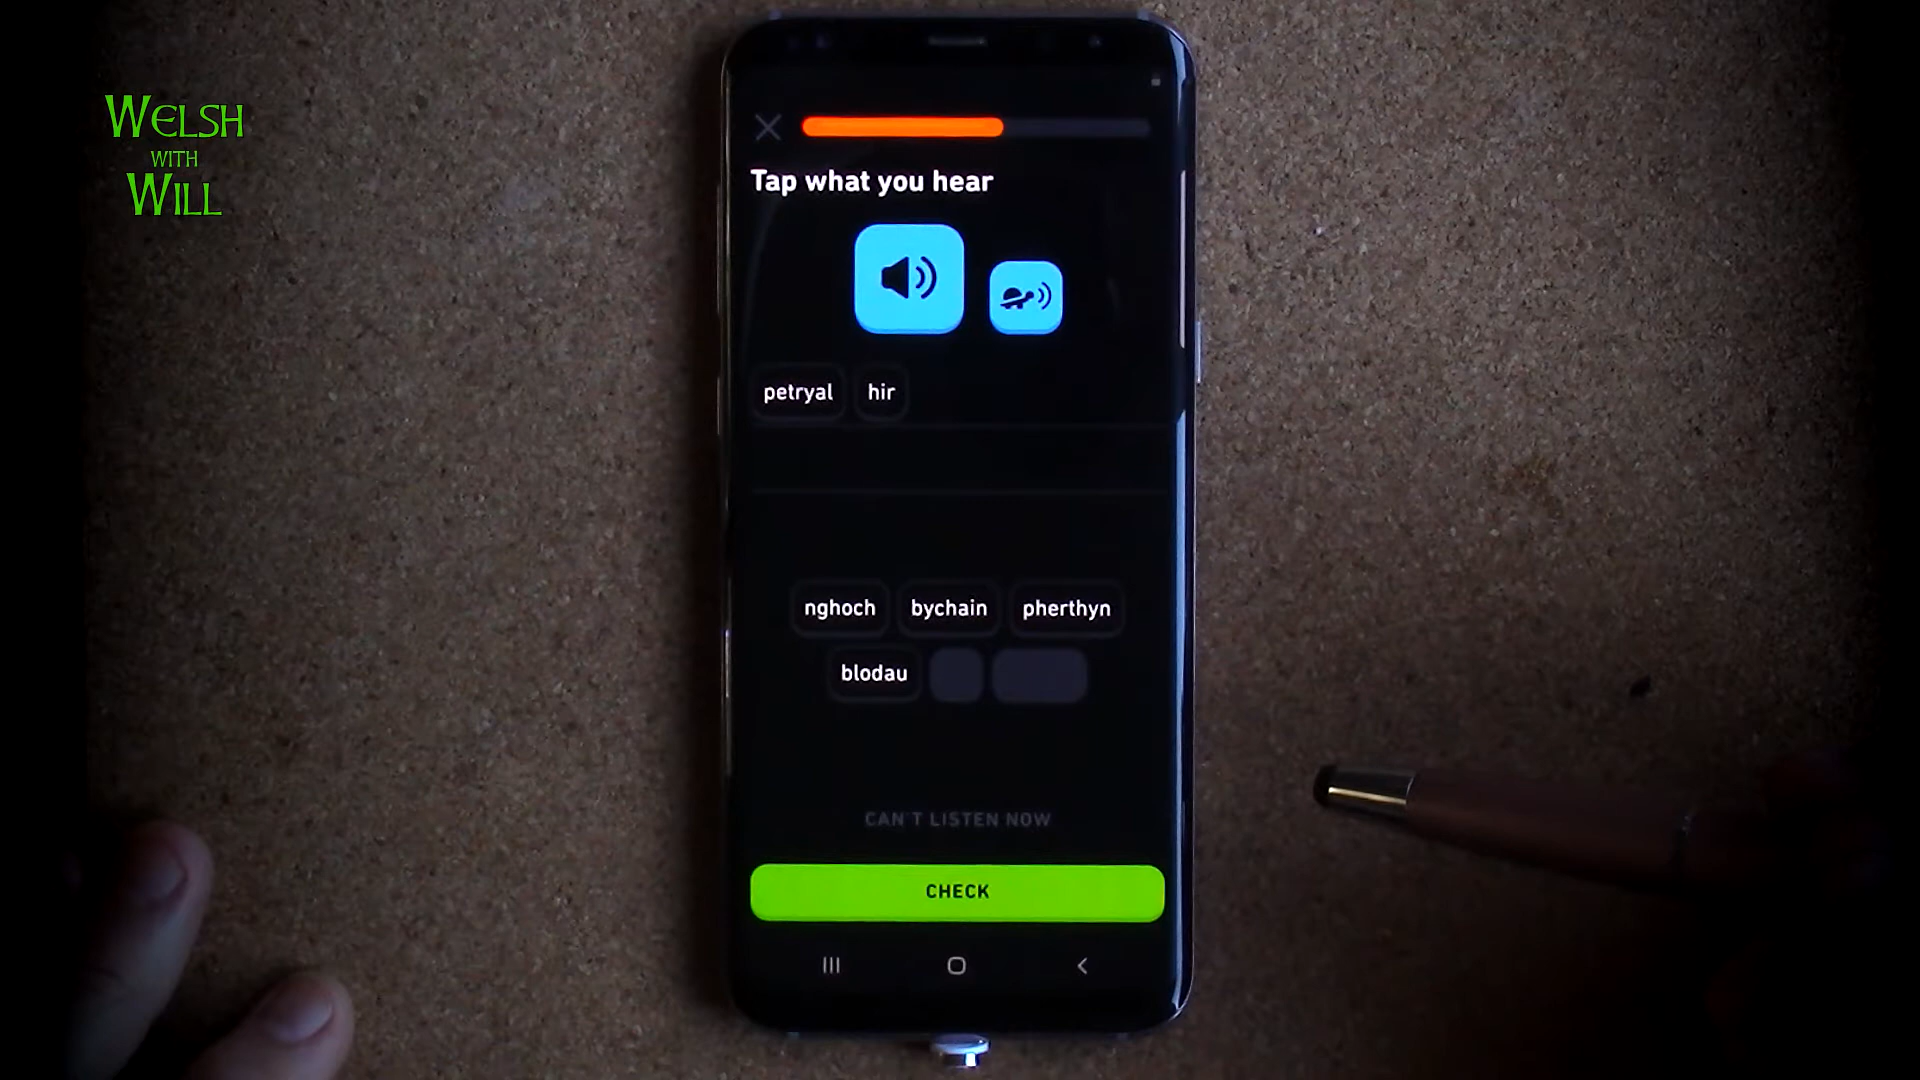 WELSH
WITH
WILL
Tap what you hear
petryal hir
nghoch bychain pherthyn
blodau
CAN'T LISTEN NOW
CHECK